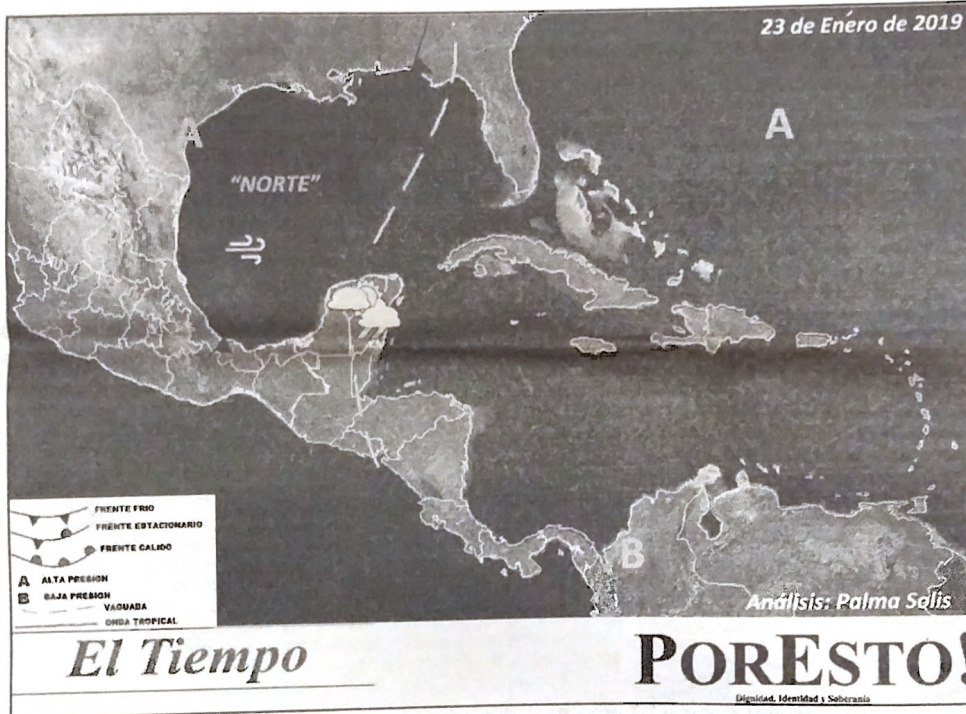 23 de Enero de 2019
A
A
"NORTE"
B
FRENTE FRIO
FRENTE ESTACIONARIO
FRENTE CALIDO
A ALTA PRESION
B BAJA PRESION
VAGUADA
ONDA TROPICAL
Análisis: Palma Solis
El Tiempo
PORESTO!
Dignidad, Identidad y Soberanía